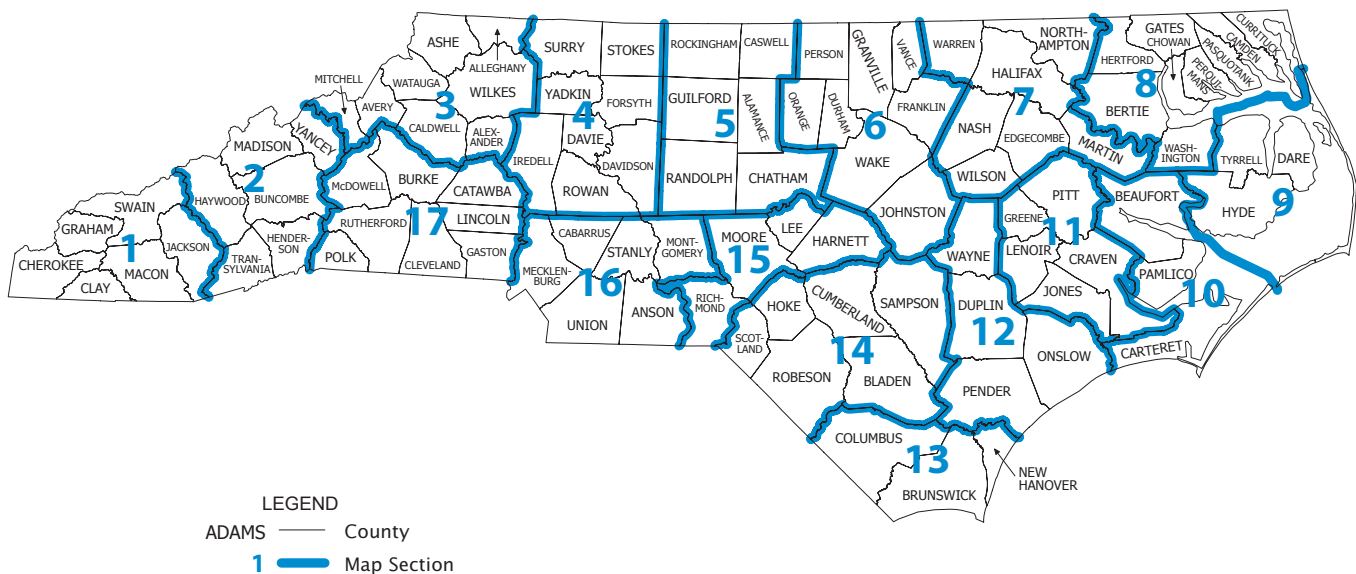 ASHE
ALLEGHANY
SURRY
STOKES
ROCKINGHAM
CASWELL
PERSON
GRANVILLE
VANCE
WARREN
NORTH-
AMPTON
GATES
CHOWAN
CURRITUCK
CAMDEN
PASQUOTANK
PERQUI-
MANS
HERTFORD
MITCHELL
WATAUGA
WILKES
3
YADKIN
4
FORSYTH
GUILFORD
5
ALAMANCE
ORANGE
DURHAM
6
FRANKLIN
HALIFAX
7
8
BERTIE
AVERY
CALDWELL
ALEX-
ANDER
DAVIE
IREDELL
DAVIDSON
NASH
EDGECOMBE
MARTIN
WASH-
INGTON
TYRRELL
DARE
YANCEY
MADISON
2
BUNCOMBE
McDOWELL
BURKE
CATAWBA
ROWAN
RANDOLPH
CHATHAM
WAKE
WILSON
PITT
BEAUFORT
HYDE
9
SWAIN
HAYWOOD
GRAHAM
JACKSON
1
CHEROKEE
MACON
CLAY
TRAN-
SYLVANIA
HENDER-
SON
RUTHERFORD
17
LINCOLN
POLK
CLEVELAND
GASTON
CABARRUS
STANLY
MONT-
GOMERY
MOORE
15
LEE
HARNETT
JOHNSTON
GREENE
LENOIR
11
CRAVEN
WAYNE
PAMLICO
10
MECKLEN-
BURG
16
UNION
ANSON
RICH-
MOND
HOKE
CUMBERLAND
SAMPSON
DUPLIN
12
JONES
ONSLOW
CARTERET
SCOT-
LAND
ROBESON
14
BLADEN
PENDER
COLUMBUS
13
BRUNSWICK
NEW
HANOVER
LEGEND
ADAMS County
1 Map Section